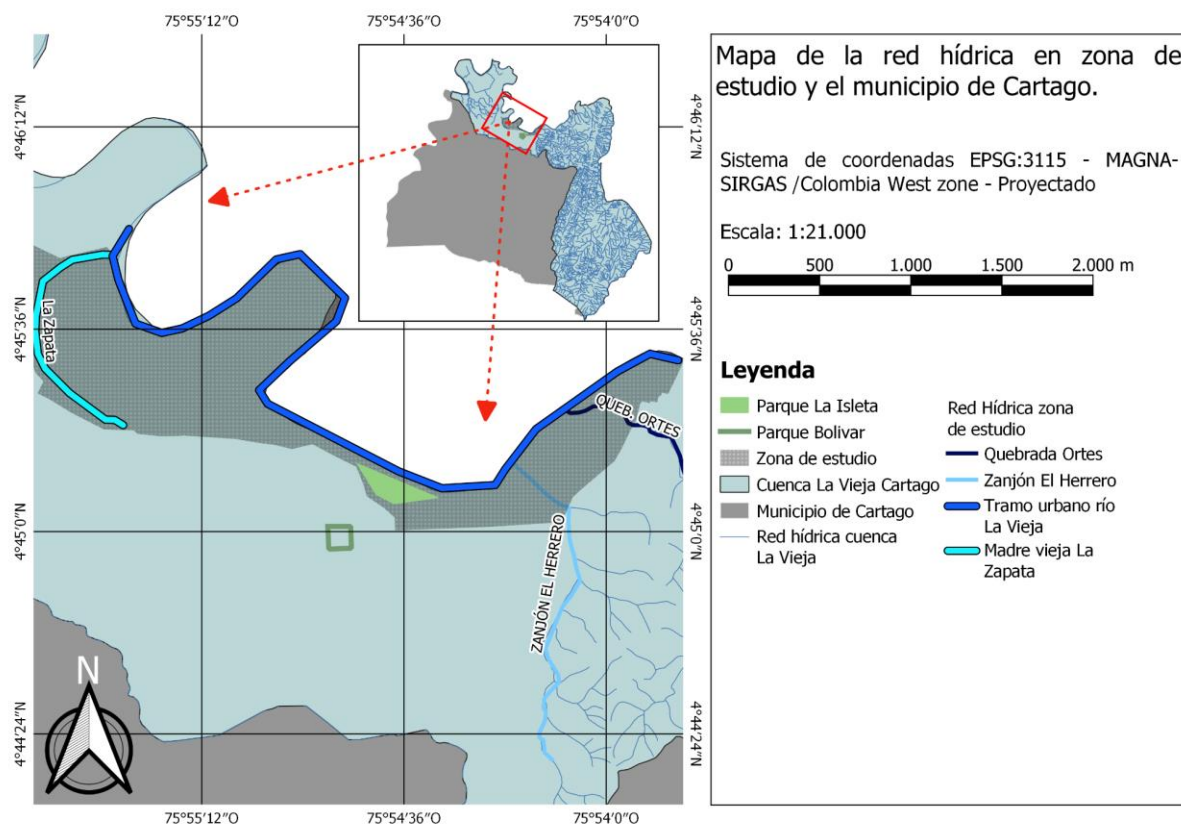 75°55'12"O
75°54'36"O
75°54'0"O
4°46'12"N
4°46'12"N
4°45'36"N
4°45'36"N
La Zapata
QUEB. ORTES
4°45'0"N
4°45'0"N
ZANJÓN EL HERRERO
4°44'24"N
4°44'24"N
N
75°55'12"O
75°54'36"O
75°54'0"O
Mapa de la red hídrica en zona de
estudio y el municipio de Cartago.
Sistema de coordenadas EPSG:3115 - MAGNA-
SIRGAS /Colombia West zone - Proyectado
Escala: 1:21.000
0 500 1.000 1.500 2.000 m
Leyenda
Parque La Isleta
Parque Bolivar
Zona de estudio
Cuenca La Vieja Cartago
Municipio de Cartago
Red hídrica cuenca
La Vieja
Red Hídrica zona
de estudio
Quebrada Ortes
Zanjón El Herrero
Tramo urbano río
La Vieja
Madre vieja La
Zapata